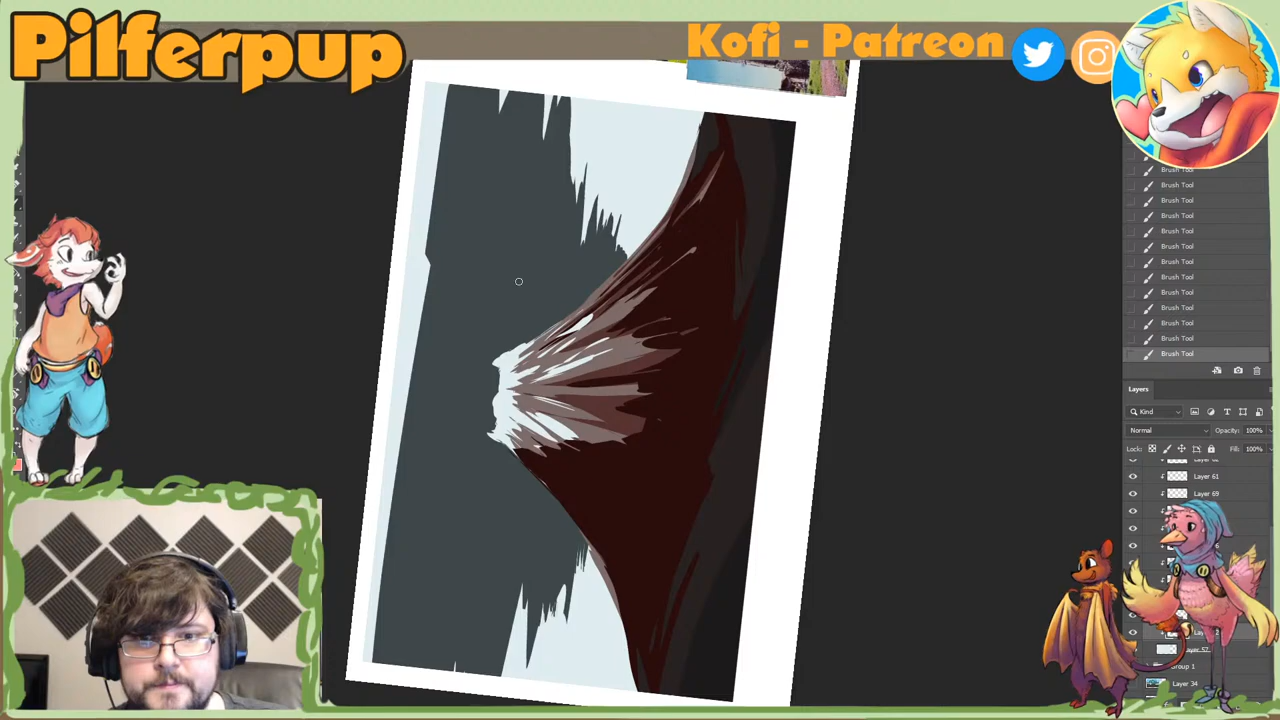 Pilferpup
Kofi - Patreon
Brush Tool
Brush Tool
Brush Tool
Brush Tool
Brush Tool
Brush Tool
Brush Tool
Brush Tool
Brush Tool
Brush Tool
Brush Tool
Brush Tool
Brush Tool
Layers
Kind
Normal
Opacity: 100%
Lock:
Fill: 100%
Layer 61
Layer 69
Group 1
Layer 34